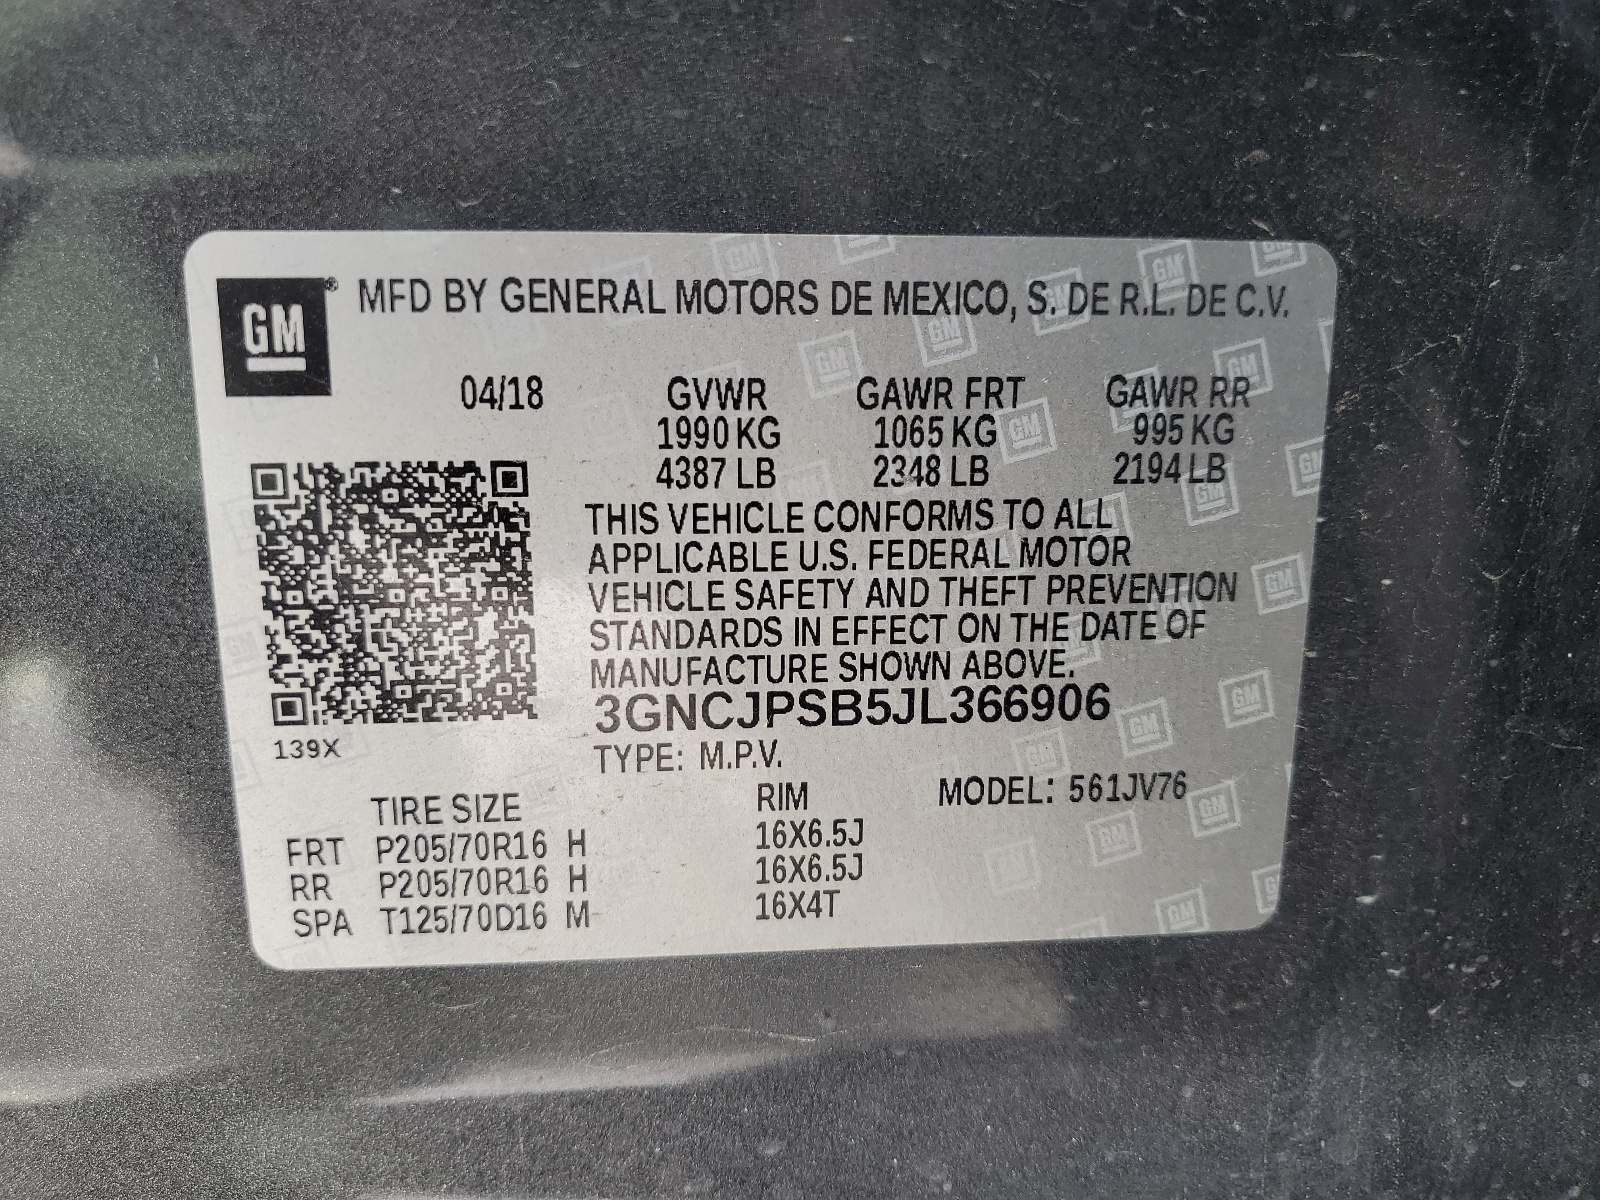 GM ® MFD BY GENERAL MOTORS DE MEXICO, S. DE R.L. DE C.V.
04/18 GVWR GAWR FRT GAWR RR
1990 KG 1065 KG 995 KG
4387 LB 2348 LB 2194 LB
THIS VEHICLE CONFORMS TO ALL
APPLICABLE U.S. FEDERAL MOTOR
VEHICLE SAFETY AND THEFT PREVENTION
STANDARDS IN EFFECT ON THE DATE OF
MANUFACTURE SHOWN ABOVE.
3GNCJPSB5JL366906
139X TYPE: M.P.V.
TIRE SIZE RIM MODEL: 561JV76
FRT P205/70R16 H 16X6.5J
RR P205/70R16 H 16X6.5J
SPA T125/70D16 M 16X4T